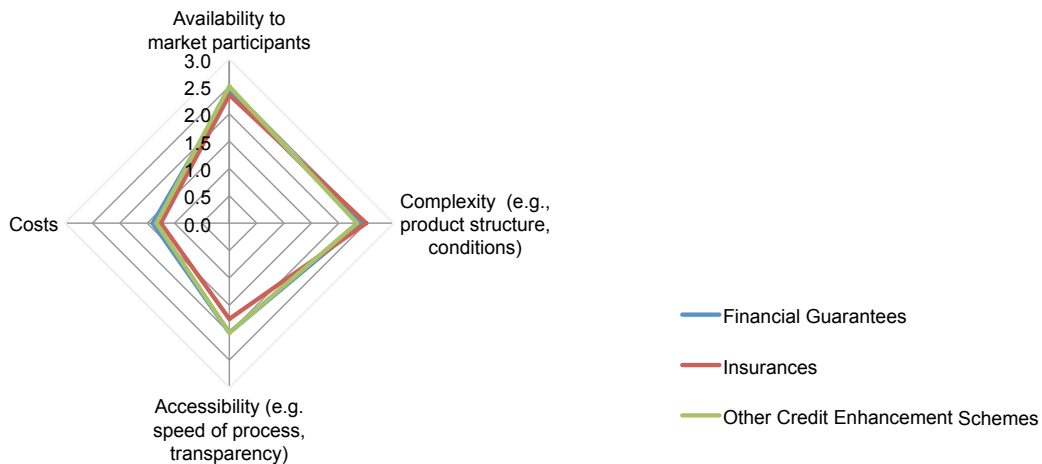 Availability to
market participants
3.0
2.5
2.0
1.5
1.0
0.5
0.0
Costs
Complexity (e.g.,
product structure,
conditions)
Accessibility (e.g.
speed of process,
transparency)
Financial Guarantees
Insurances
Other Credit Enhancement Schemes